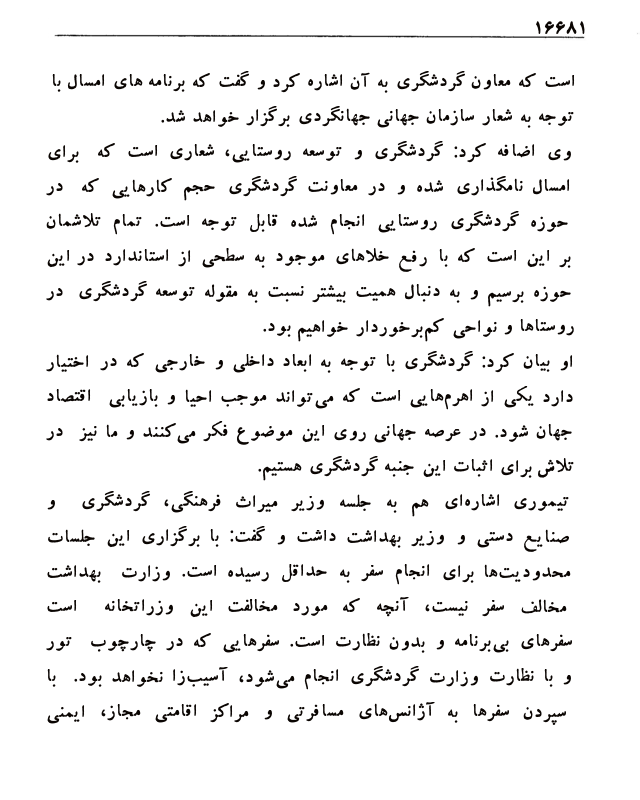 ۱۶۶۸۱
است که معاون گردشگری به آن اشاره کرد و گفت که برنامه های امسال با
توجه به شعار سازمان جهانی جهانگردی برگزار خواهد شد.
وی اضافه کرد: گردشگری و توسعه روستایی، شعاری است که برای
امسال نامگذاری شده و در معاونت گردشگری حجم کارهایی که در
حوزه گردشگری روستایی انجام شده قابل توجه است. تمام تلاشمان
بر این است که با رفع خلاهای موجود به سطحی از استاندارد در این
حوزه برسیم و به دنبال همیت بیشتر نسبت به مقوله توسعه گردشگری در
روستاها و نواحی کم‌برخوردار خواهیم بود.
او بیان کرد: گردشگری با توجه به ابعاد داخلی و خارجی که در اختیار
دارد یکی از اهرم‌هایی است که می‌تواند موجب احیا و بازیابی اقتصاد
جهان شود. در عرصه جهانی روی این موضوع فکر می‌کنند و ما نیز در
تلاش برای اثبات این جنبه گردشگری هستیم.
تیموری اشاره‌ای هم به جلسه وزیر میراث فرهنگی، گردشگری و
صنایع دستی و وزیر بهداشت داشت و گفت: با برگزاری این جلسات
محدودیت‌ها برای انجام سفر به حداقل رسیده است. وزارت بهداشت
مخالف سفر نیست، آنچه که مورد مخالفت این وزراتخانه است
سفرهای بی‌برنامه و بدون نظارت است. سفرهایی که در چارچوب تور
و با نظارت وزارت گردشگری انجام می‌شود، آسیب‌زا نخواهد بود. با
سپردن سفرها به آژانس‌های مسافرتی و مراکز اقامتی مجاز، ایمنی